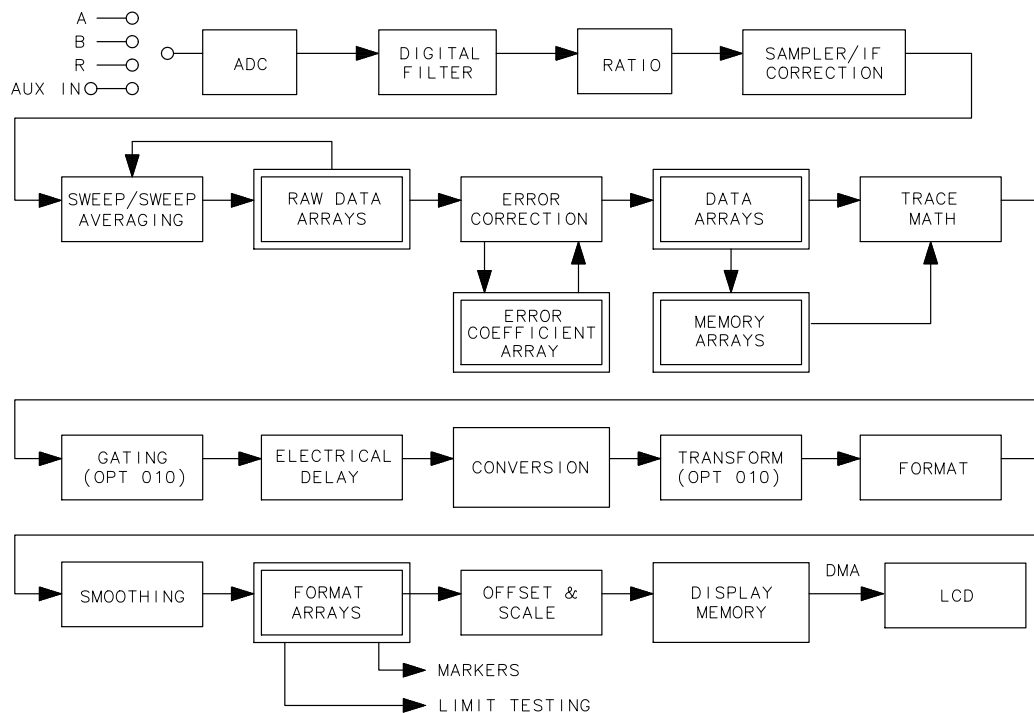 A
B
R
AUX IN
ADC
DIGITAL
FILTER
RATIO
SAMPLER/IF
CORRECTION
SWEEP/SWEEP
AVERAGING
RAW DATA
ARRAYS
ERROR
CORRECTION
DATA
ARRAYS
TRACE
MATH
ERROR
COEFFICIENT
ARRAY
MEMORY
ARRAYS
GATING
(OPT 010)
ELECTRICAL
DELAY
CONVERSION
TRANSFORM
(OPT 010)
FORMAT
SMOOTHING
FORMAT
ARRAYS
OFFSET &
SCALE
DISPLAY
MEMORY
DMA
LCD
MARKERS
LIMIT TESTING